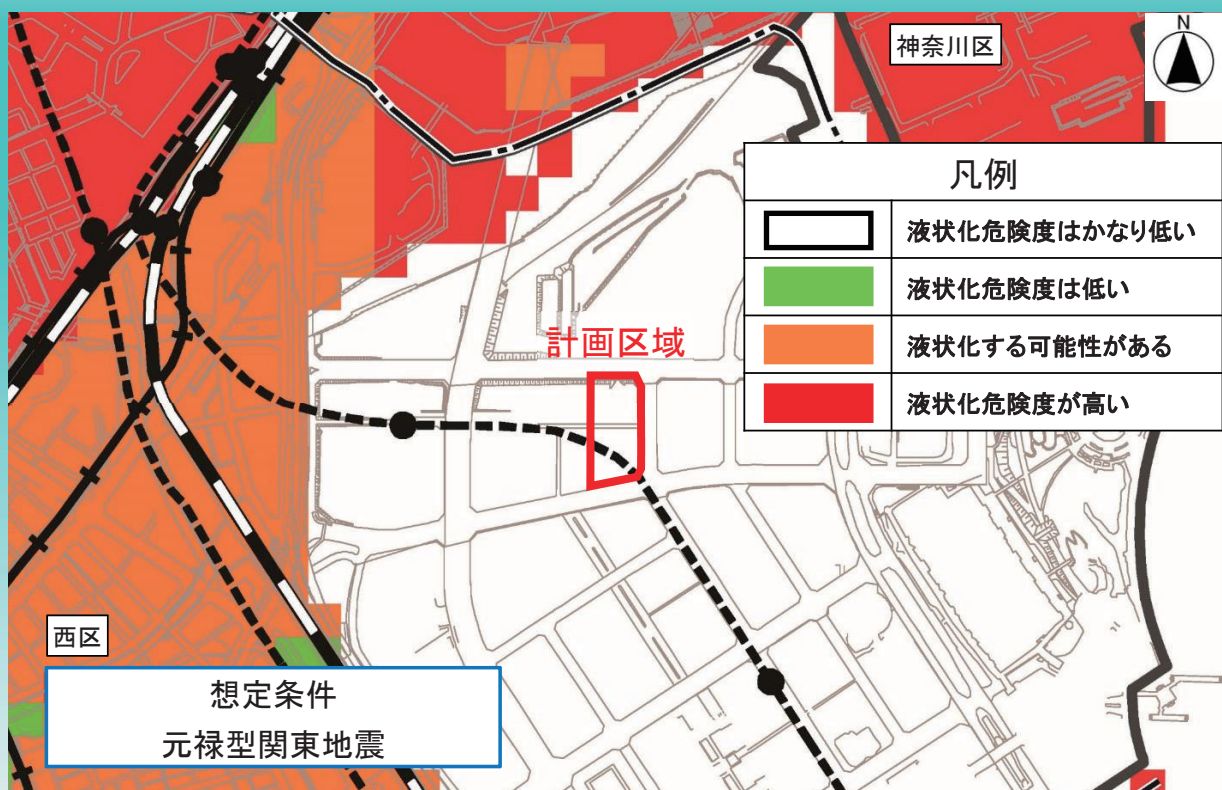 神奈川区
N
凡例
液状化危険度はかなり低い
液状化危険度は低い
液状化する可能性がある
液状化危険度が高い
計画区域
西区
想定条件
元禄型関東地震